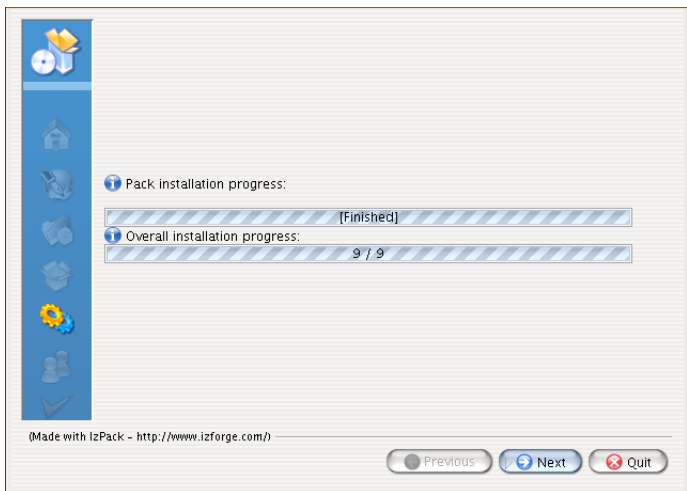 Pack installation progress:
[Finished]
Overall installation progress:
9 / 9
(Made with IzPack - http://www.izforge.com/)
Previous Next Quit